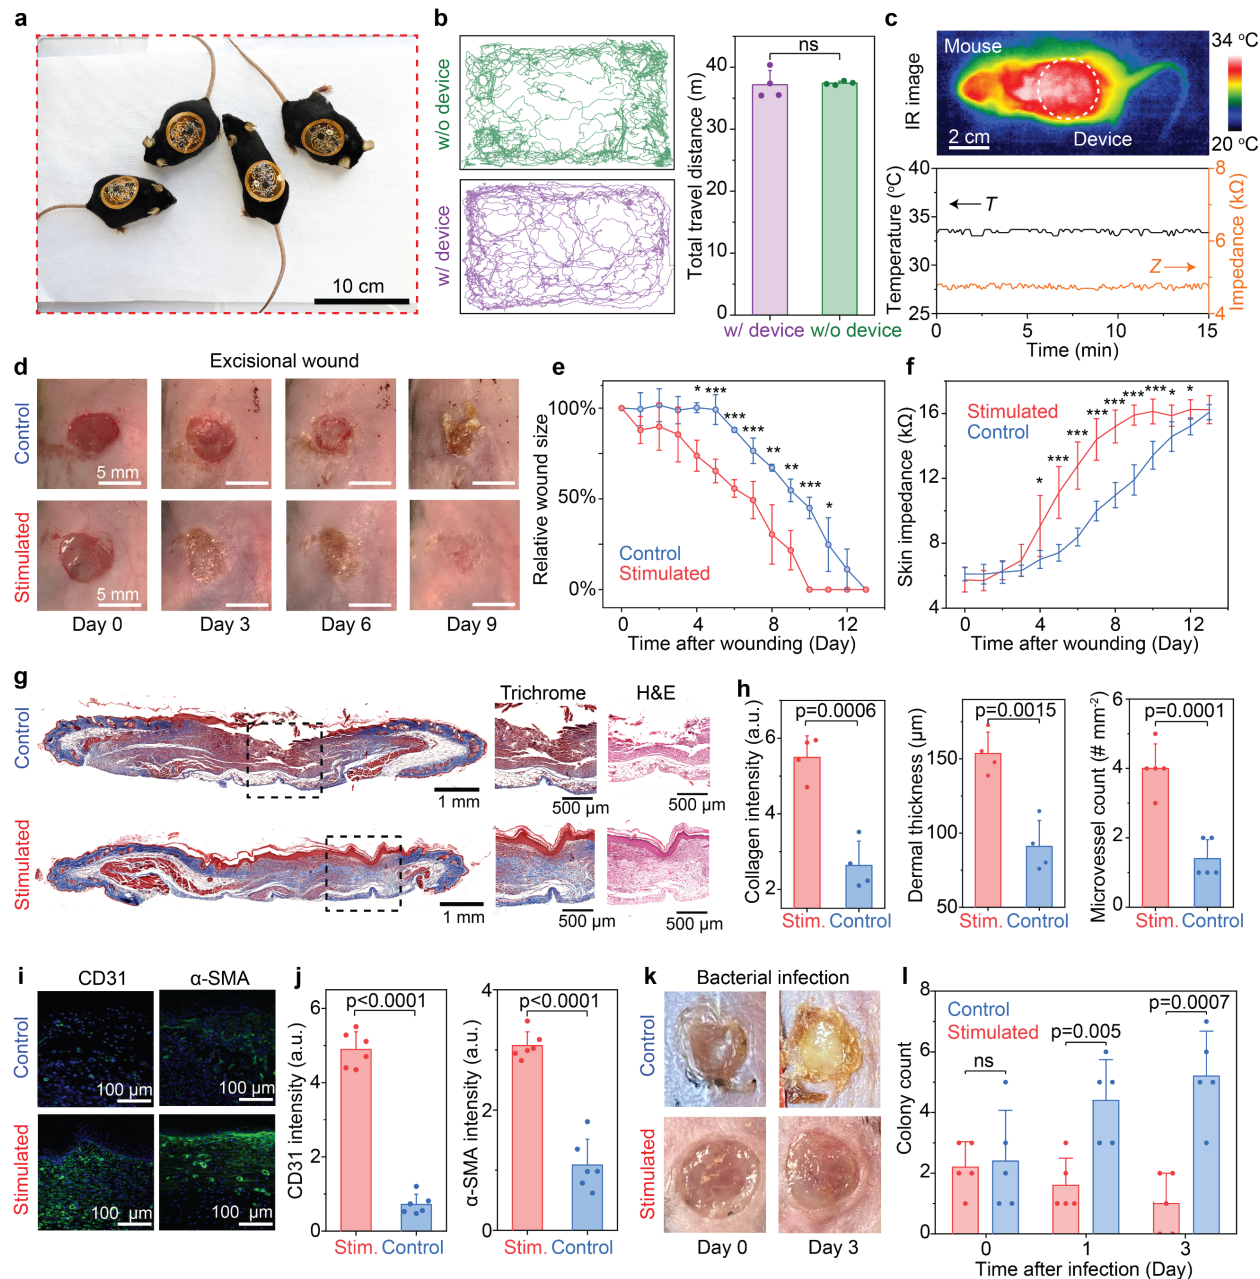 a
10 cm
b
w/o device
w/ device
Total travel distance (m)
40
30
20
10
0
ns
w/ device
w/o device
c
IR image
Mouse
Device
2 cm
34 °C
20 °C
Temperature (°C)
40
35
30
25
T
Z
8
6
4
Impedance (kΩ)
0
5
10
15
Time (min)
d
Excisional wound
Control
5 mm
Stimulated
5 mm
Day 0
Day 3
Day 6
Day 9
e
Relative wound size
100%
50%
0%
* *** *** *** ** ** *** *
Control
Stimulated
0
4
8
12
Time after wounding (Day)
f
Skin impedance (kΩ)
16
12
8
4
Stimulated
Control
* *** *** *** *** *** *** * *
0
4
8
12
Time after wounding (Day)
g
Control
Stimulated
1 mm
1 mm
Trichrome
H&E
500 µm
500 µm
500 µm
500 µm
h
Collagen intensity (a.u.)
6
4
2
p=0.0006
Stim.
Control
Dermal thickness (µm)
150
100
50
p=0.0015
Stim.
Control
Microvessel count (# mm⁻²)
6
4
2
0
p=0.0001
Stim.
Control
i
CD31
α-SMA
Control
100 µm
100 µm
Stimulated
100 µm
100 µm
j
CD31 intensity (a.u.)
6
4
2
0
p<0.0001
Stim.
Control
α-SMA intensity (a.u.)
4
2
0
p<0.0001
Stim.
Control
k
Bacterial infection
Control
Stimulated
Day 0
Day 3
l
Colony count
8
6
4
2
0
Control
Stimulated
ns
p=0.005
p=0.0007
0
1
3
Time after infection (Day)